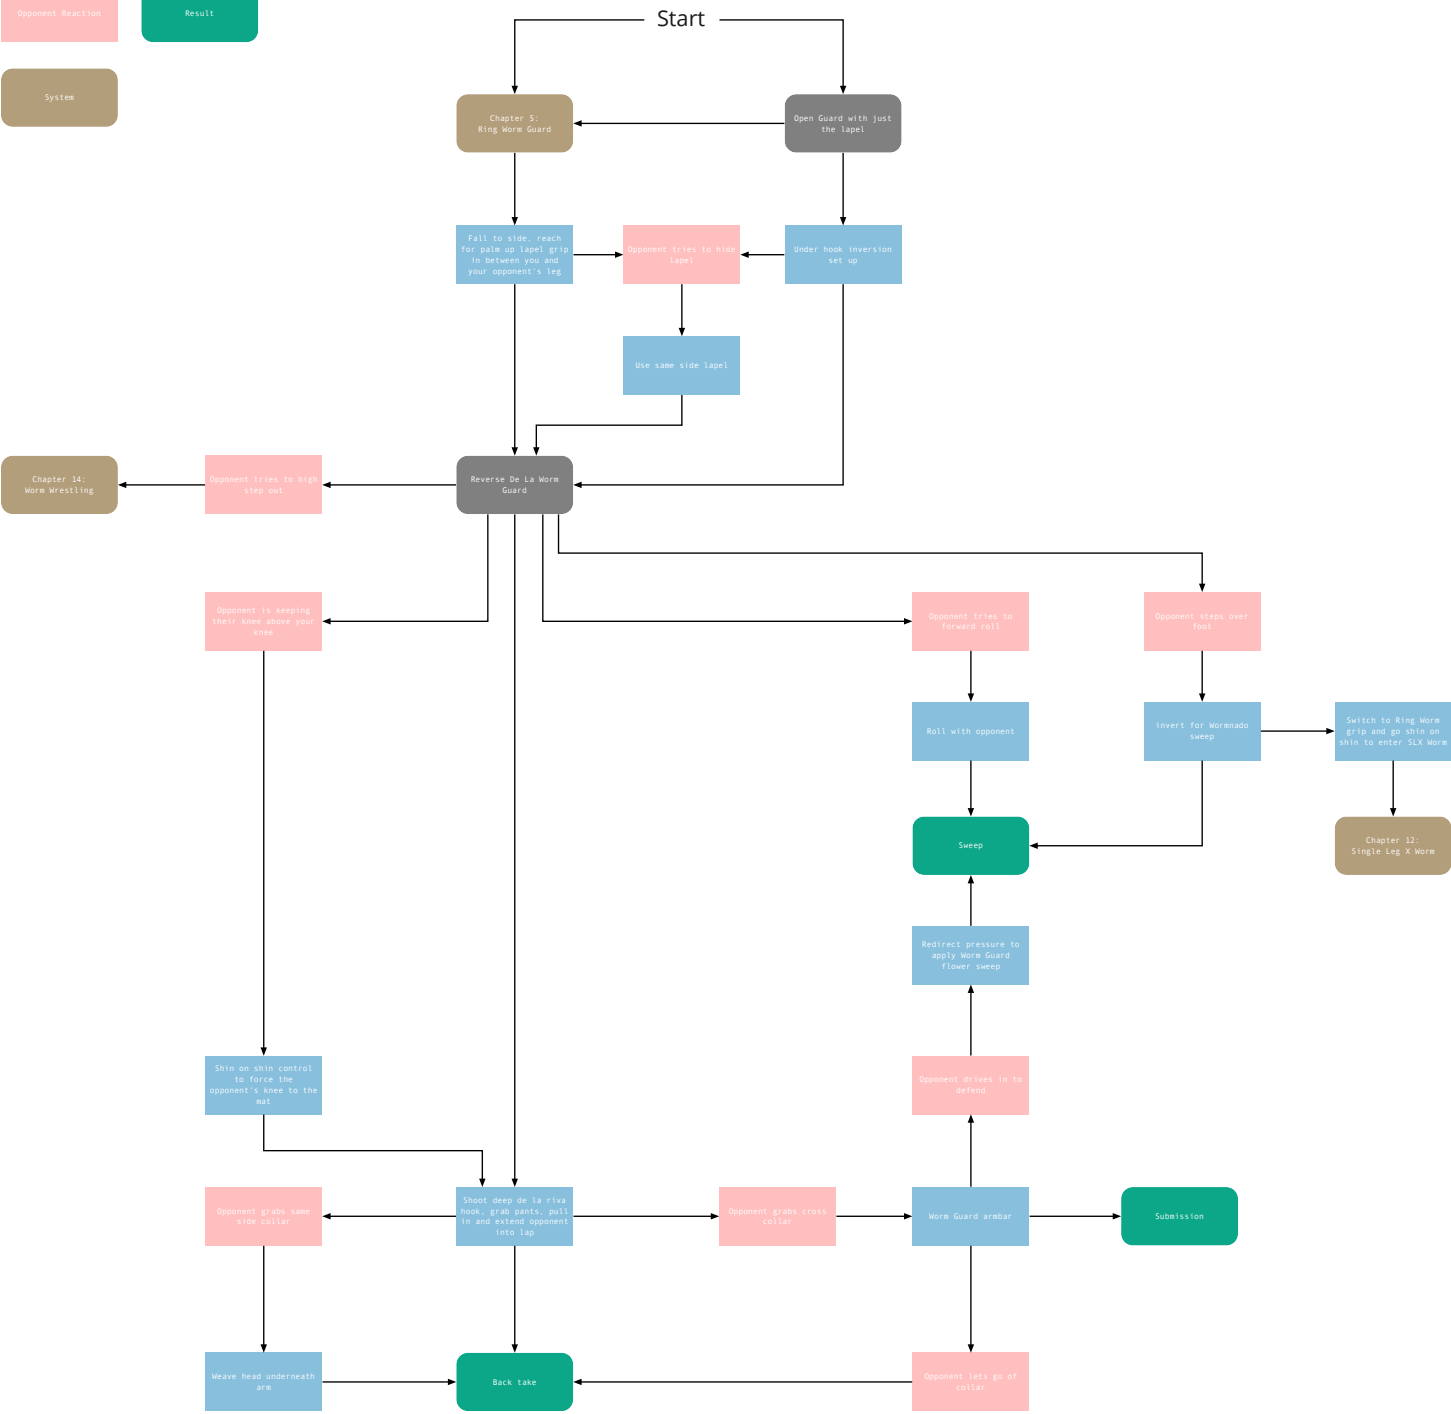 Opponent Reaction
Result
Start
System
Chapter 5:
Ring Worm Guard
Open Guard with just
the lapel
Fall to side, reach
for palm up lapel grip
in between you and
your opponent's leg
Opponent tries to hide
Lapel
Under hook inversion
set up
Use same side lapel
Chapter 14:
Worm Wrestling
Opponent tries to high
step out
Reverse De La Worm
Guard
Opponent is keeping
their knee above your
knee
Opponent tries to
forward roll
Opponent steps over
foot
Roll with opponent
invert for Wormnado
sweep
Switch to Ring Worm
grip and go shin on
shin to enter SLX Worm
Sweep
Chapter 12:
Single Leg X Worm
Redirect pressure to
apply Worm Guard
flower sweep
Shin on shin control
to force the
opponent's knee to the
mat
Opponent drives in to
defend
Opponent grabs same
side collar
Shoot deep de la riva
hook, grab pants, pull
in and extend opponent
into lap
Opponent grabs cross
collar
Worm Guard armbar
Submission
Weave head underneath
arm
Back take
Opponent lets go of
collar